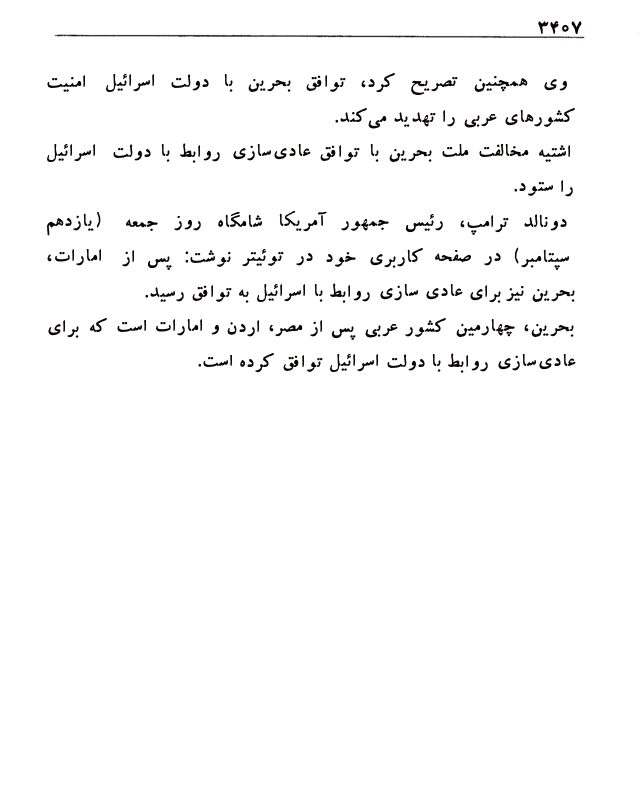 ۳۴۰۷
وی همچنین تصریح کرد، توافق بحرین با دولت اسرائیل امنیت
کشورهای عربی را تهدید می‌کند.
اشتیه مخالفت ملت بحرین با توافق عادی‌سازی روابط با دولت اسرائیل
را ستود.
دونالد ترامپ، رئیس جمهور آمریکا شامگاه روز جمعه (یازدهم
سپتامبر) در صفحه کاربری خود در توئیتر نوشت: پس از امارات،
بحرین نیز برای عادی سازی روابط با اسرائیل به توافق رسید.
بحرین، چهارمین کشور عربی پس از مصر، اردن و امارات است که برای
عادی‌سازی روابط با دولت اسرائیل توافق کرده است.